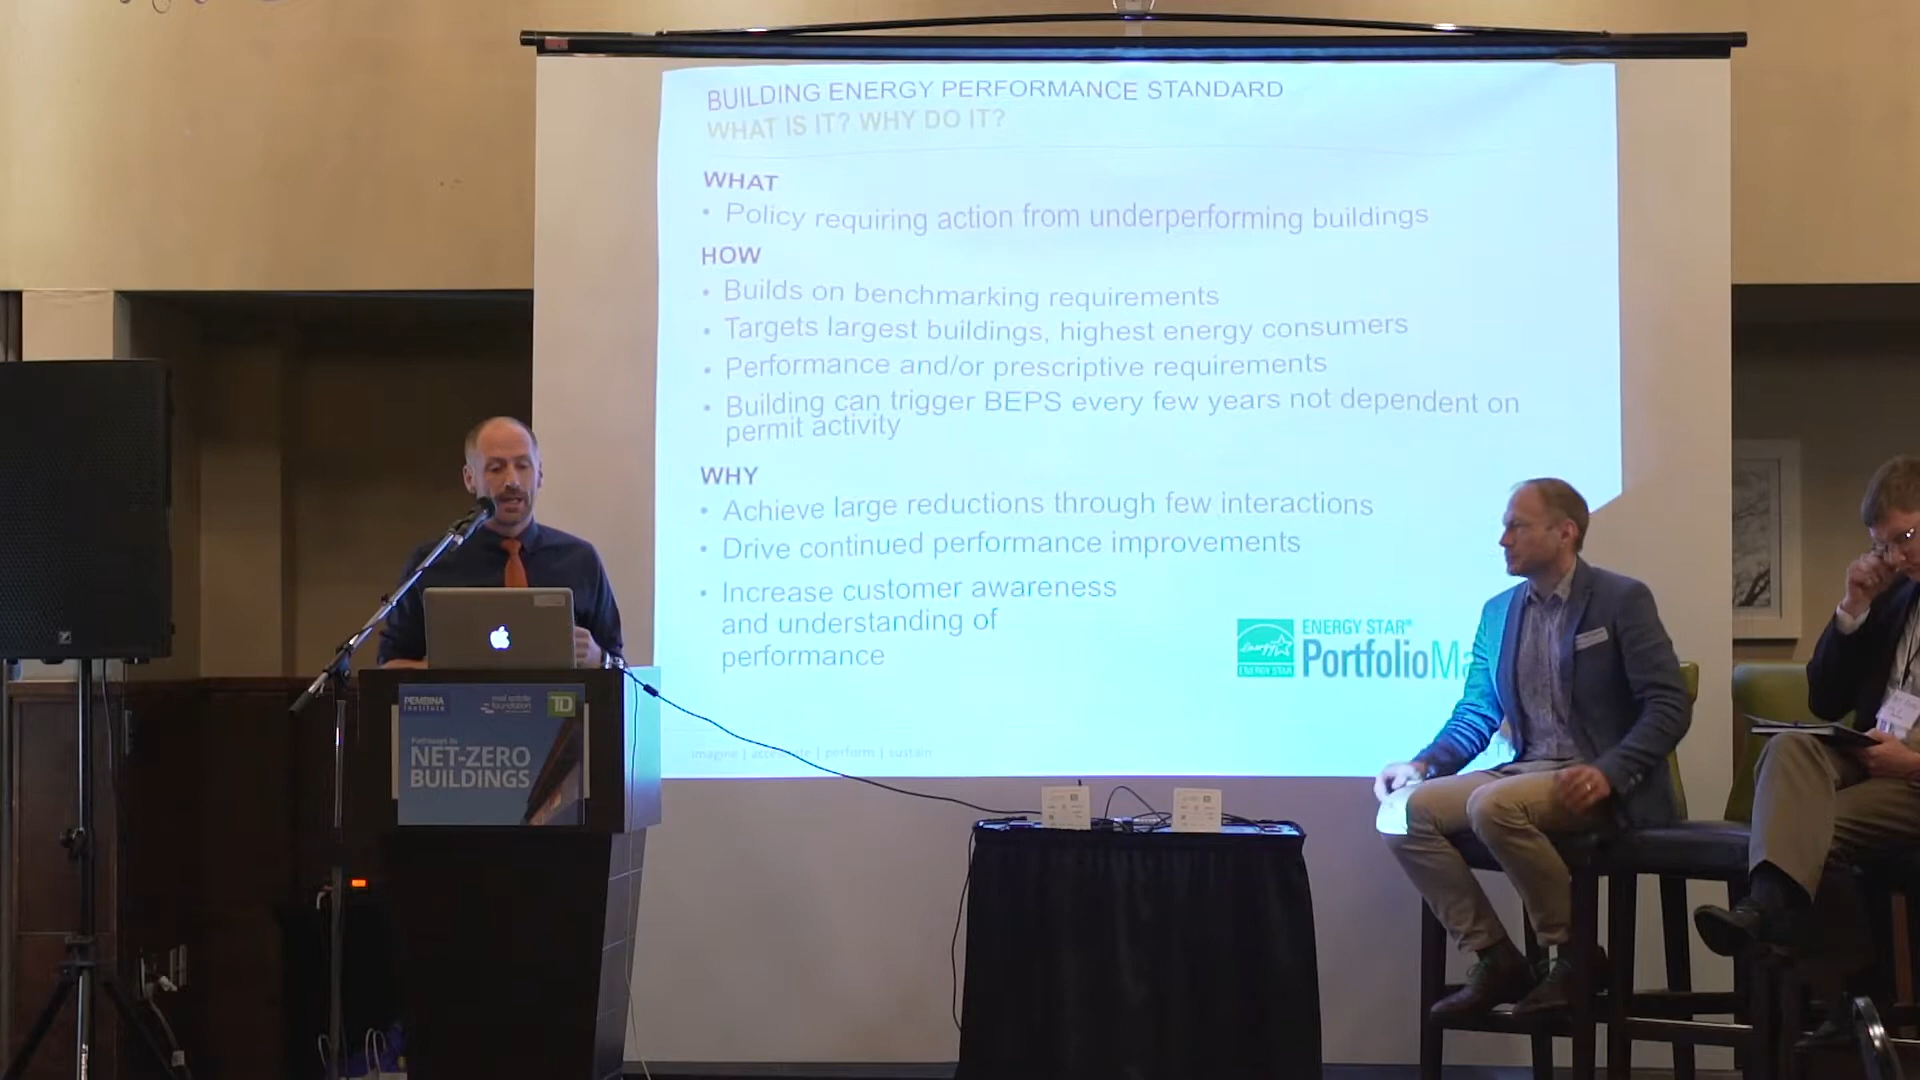 BUILDING ENERGY PERFORMANCE STANDARD
WHAT IS IT? WHY DO IT?
WHAT
• Policy requiring action from underperforming buildings
HOW
• Builds on benchmarking requirements
• Targets largest buildings, highest energy consumers
• Performance and/or prescriptive requirements
• Building can trigger BEPS every few years not dependent on
permit activity
WHY
• Achieve large reductions through few interactions
• Drive continued performance improvements
• Increase customer awareness
and understanding of
performance
ENERGY STAR®
PortfolioMa
ENERGY STAR
imagine | accelerate | perform | sustain
PEMBINA
institute
real estate
foundation
TD
Pathways to
NET-ZERO
BUILDINGS